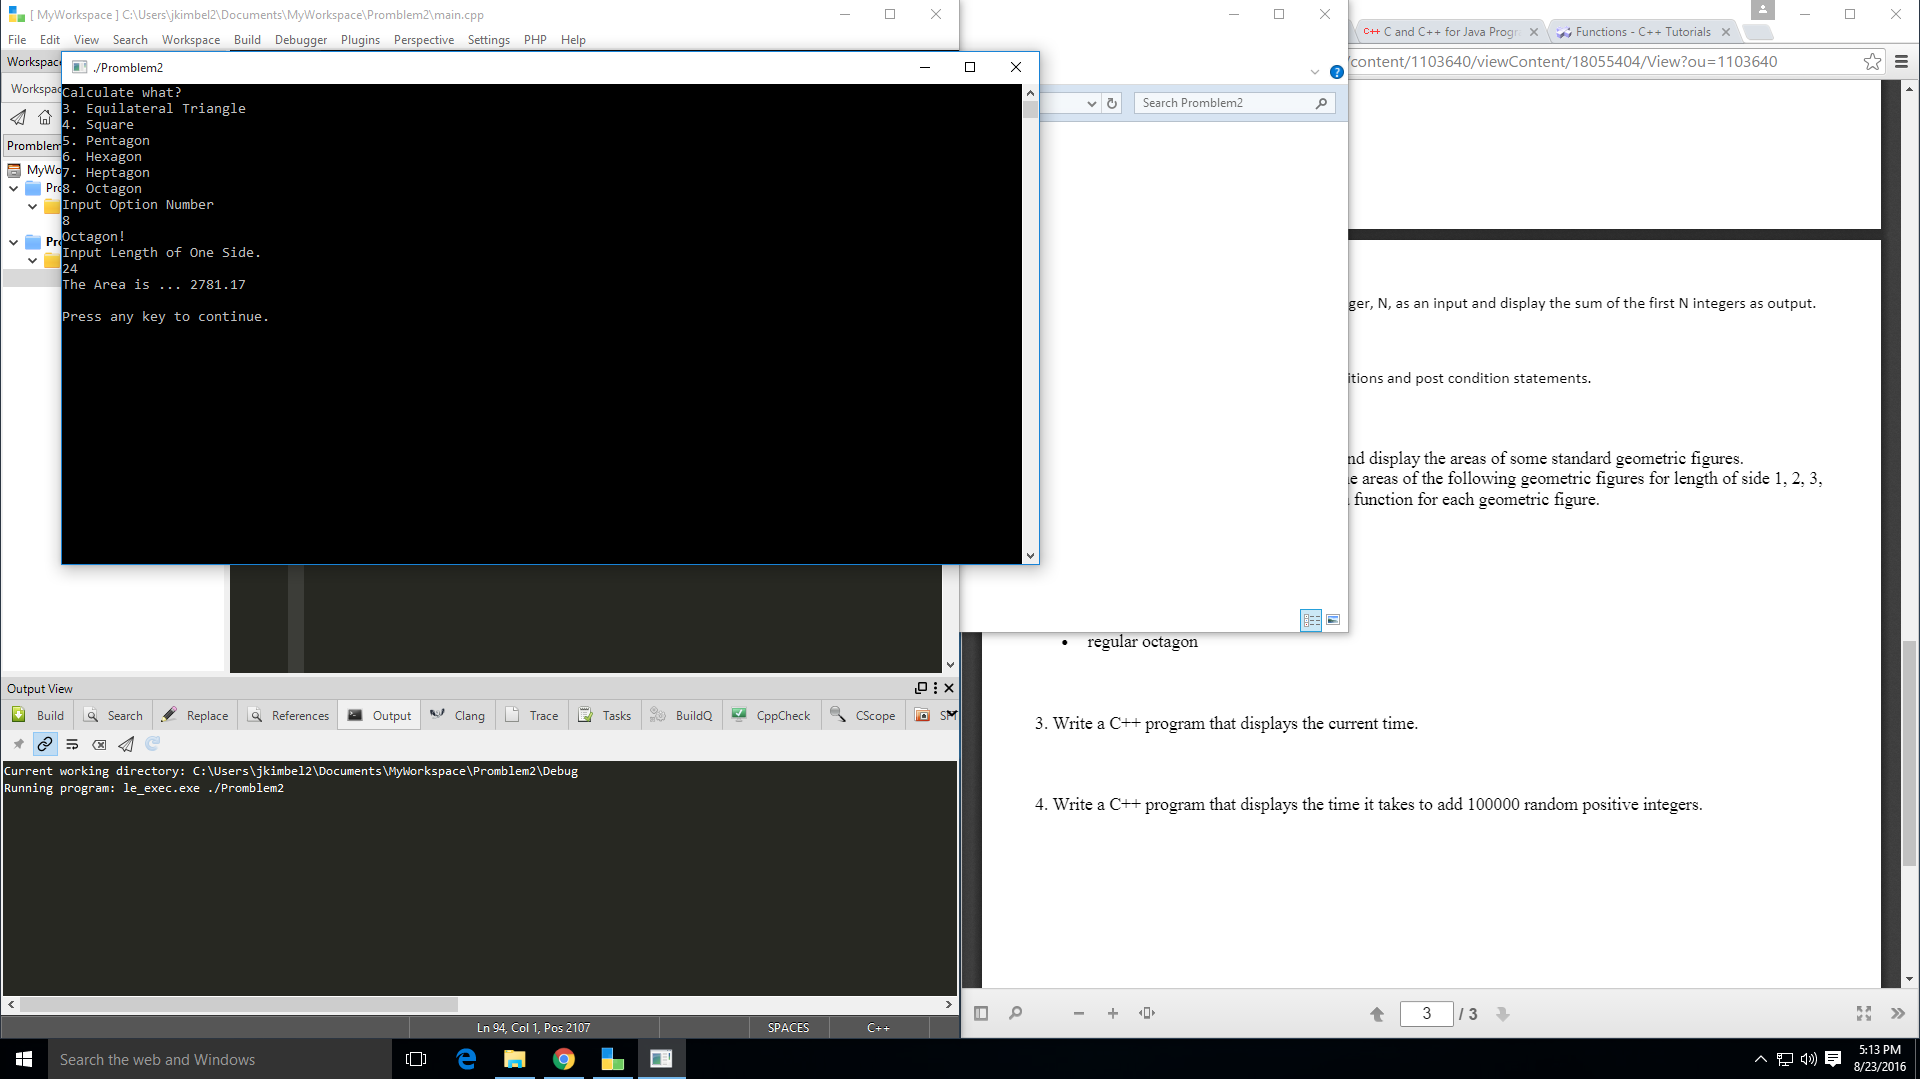 [ MyWorkspace ] C:\Users\jkimbel2\Documents\MyWorkspace\Promblem2\main.cpp
File Edit View Search Workspace Build Debugger Plugins Perspective Settings PHP Help
./Promblem2
Calculate what?
3. Equilateral Triangle
4. Square
5. Pentagon
6. Hexagon
7. Heptagon
8. Octagon
Input Option Number
8
Octagon!
Input Length of One Side.
24
The Area is ... 2781.17
Press any key to continue.
Output View
Build Search Replace References Output Clang Trace Tasks BuildQ CppCheck CScope
Current working directory: C:\Users\jkimbel2\Documents\MyWorkspace\Promblem2\Debug
Running program: le_exec.exe ./Promblem2
Ln 94, Col 1, Pos 2107 SPACES C++
Search Promblem2
C++ C and C++ for Java Progr
Functions - C++ Tutorials
/content/1103640/viewContent/18055404/View?ou=1103640
ger, N, as an input and display the sum of the first N integers as output.
itions and post condition statements.
nd display the areas of some standard geometric figures.
e areas of the following geometric figures for length of side 1, 2, 3,
function for each geometric figure.
• regular octagon
3. Write a C++ program that displays the current time.
4. Write a C++ program that displays the time it takes to add 100000 random positive integers.
3 / 3
Search the web and Windows
5:13 PM
8/23/2016